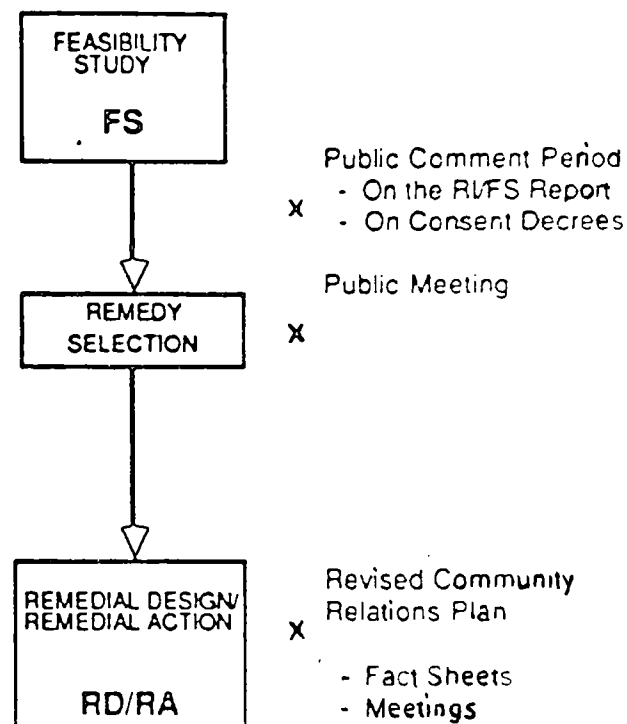 FEASIBILITY
STUDY
FS
Public Comment Period
- On the RI/FS Report
x
- On Consent Decrees
Public Meeting
REMEDY
SELECTION
x
Revised Community
REMEDIAL DESIGN/
REMEDIAL ACTION
x
Relations Plan
- Fact Sheets
RD/RA
- Meetings